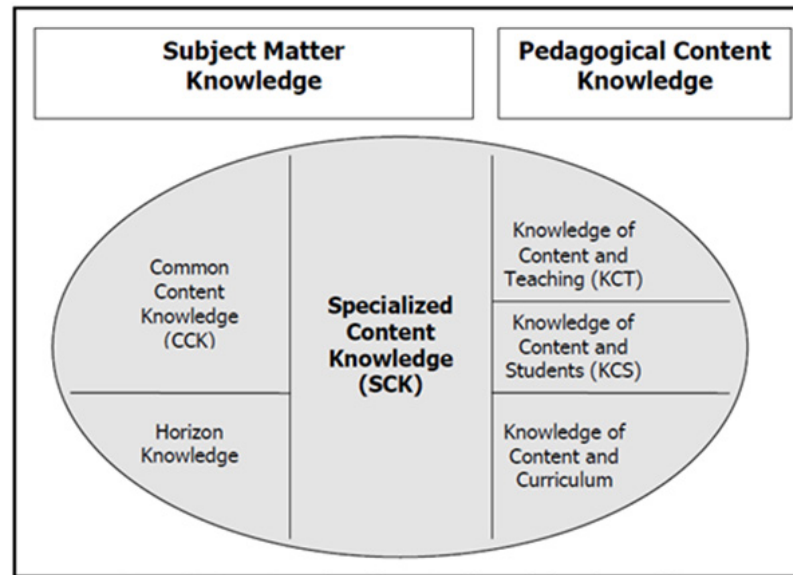 Subject Matter
Knowledge
Pedagogical Content
Knowledge
Common
Content
Knowledge
(CCK)
Horizon
Knowledge
Specialized
Content
Knowledge
(SCK)
Knowledge of
Content and
Teaching (KCT)
Knowledge of
Content and
Students (KCS)
Knowledge of
Content and
Curriculum